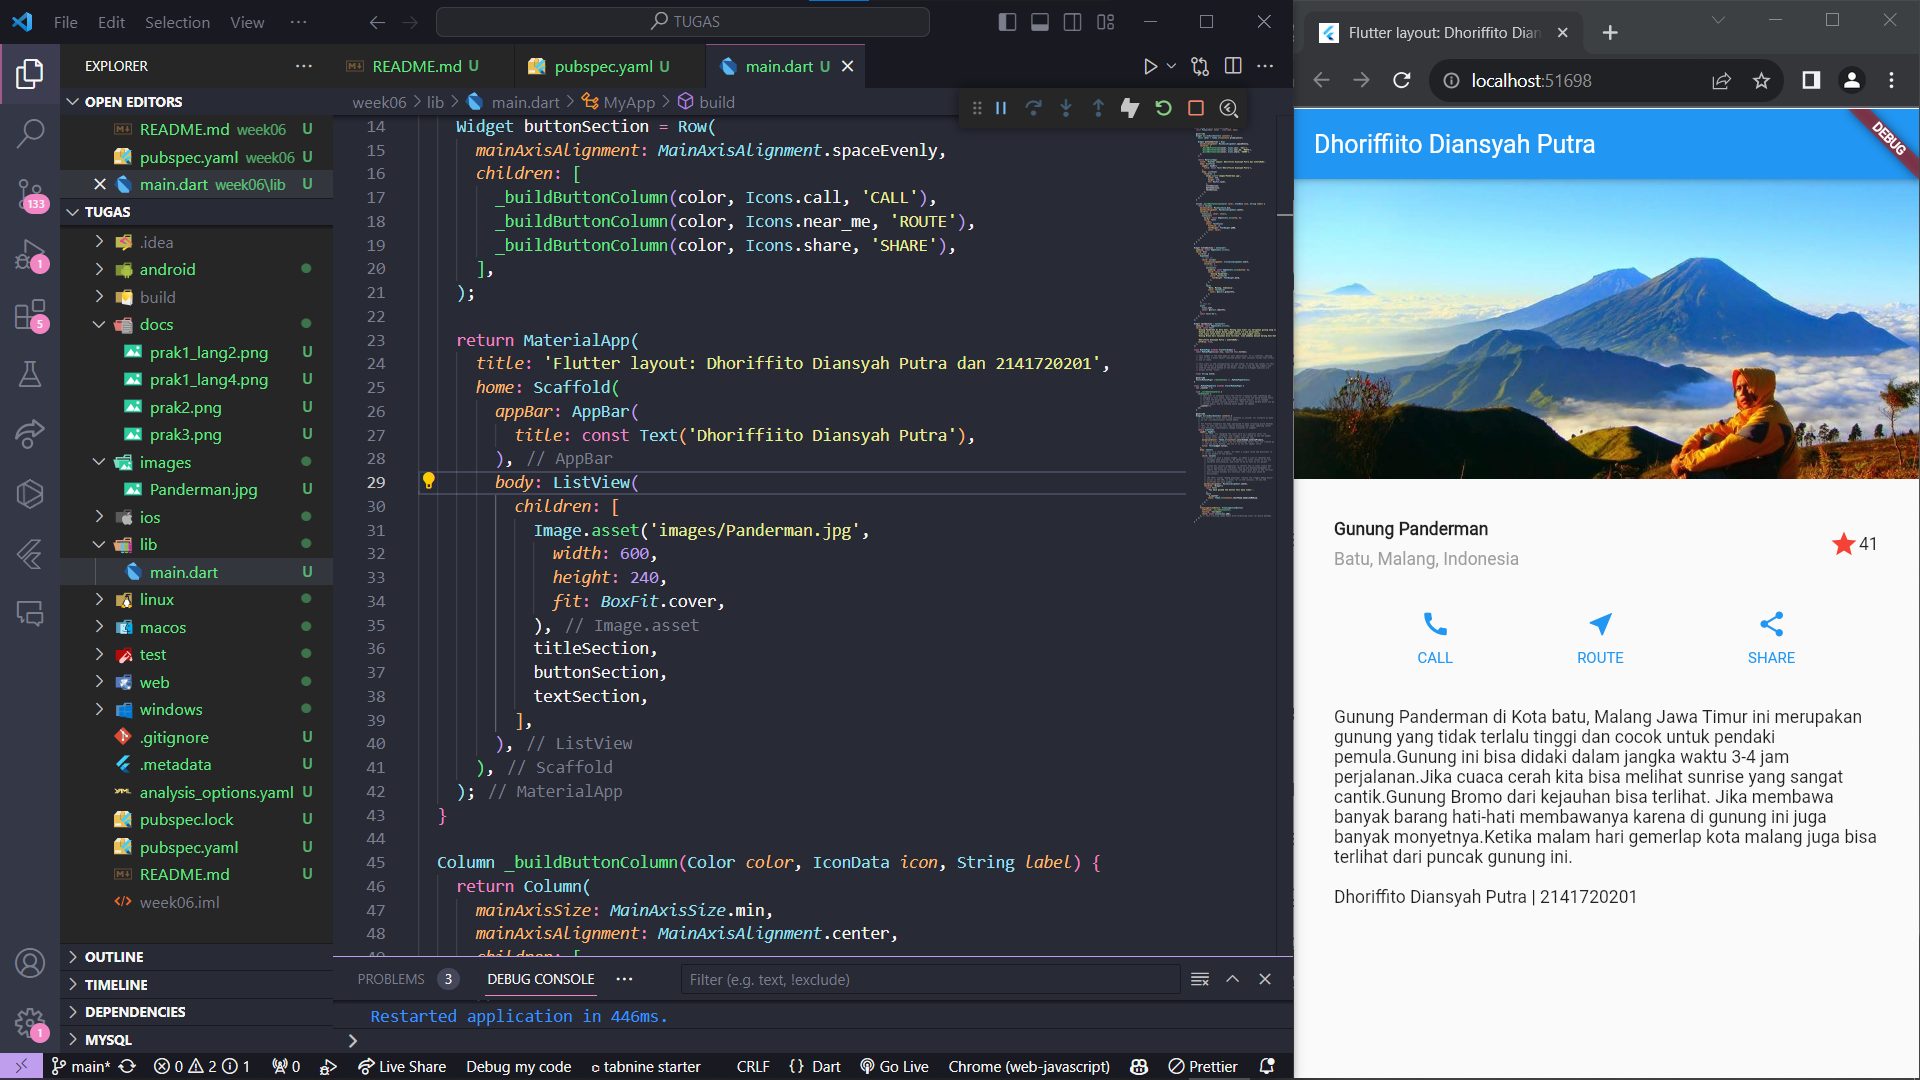 File Edit Selection View ···
TUGAS
EXPLORER
OPEN EDITORS
README.md week06 U
pubspec.yaml week06 U
main.dart week06\lib U
TUGAS
.idea
android
build
docs
prak1_lang2.png U
prak1_lang4.png U
prak2.png U
prak3.png U
images
Panderman.jpg U
ios
lib
main.dart U
linux
macos
test
web
windows
.gitignore U
.metadata U
analysis_options.yaml U
pubspec.lock U
pubspec.yaml U
README.md U
week06.iml
OUTLINE
TIMELINE
DEPENDENCIES
MYSQL
133
1
5
1
README.md U
pubspec.yaml U
main.dart U
week06 > lib > main.dart > MyApp > build
14 Widget buttonSection = Row(
15 mainAxisAlignment: MainAxisAlignment.spaceEvenly,
16 children: [
17 _buildButtonColumn(color, Icons.call, 'CALL'),
18 _buildButtonColumn(color, Icons.near_me, 'ROUTE'),
19 _buildButtonColumn(color, Icons.share, 'SHARE'),
20 ],
21 );
22
23 return MaterialApp(
24 title: 'Flutter layout: Dhoriffito Diansyah Putra dan 2141720201',
25 home: Scaffold(
26 appBar: AppBar(
27 title: const Text('Dhoriffiito Diansyah Putra'),
28 ), // AppBar
29 body: ListView(
30 children: [
31 Image.asset('images/Panderman.jpg',
32 width: 600,
33 height: 240,
34 fit: BoxFit.cover,
35 ), // Image.asset
36 titleSection,
37 buttonSection,
38 textSection,
39 ],
40 ), // ListView
41 ), // Scaffold
42 ); // MaterialApp
43 }
44
45 Column _buildButtonColumn(Color color, IconData icon, String label) {
46 return Column(
47 mainAxisSize: MainAxisSize.min,
48 mainAxisAlignment: MainAxisAlignment.center,
49 children: [
PROBLEMS 3 DEBUG CONSOLE ··· Filter (e.g. text, !exclude)
Restarted application in 446ms.
main* 0 2 1 0 Live Share Debug my code tabnine starter CRLF {} Dart Go Live Chrome (web-javascript) Prettier
Flutter layout: Dhoriffito Dian
localhost:51698
Dhoriffiito Diansyah Putra
DEBUG
Gunung Panderman
Batu, Malang, Indonesia
41
CALL ROUTE SHARE
Gunung Panderman di Kota batu, Malang Jawa Timur ini merupakan
gunung yang tidak terlalu tinggi dan cocok untuk pendaki
pemula.Gunung ini bisa didaki dalam jangka waktu 3-4 jam
perjalanan.Jika cuaca cerah kita bisa melihat sunrise yang sangat
cantik.Gunung Bromo dari kejauhan bisa terlihat. Jika membawa
banyak barang hati-hati membawanya karena di gunung ini juga
banyak monyetnya.Ketika malam hari gemerlap kota malang juga bisa
terlihat dari puncak gunung ini.
Dhoriffito Diansyah Putra | 2141720201